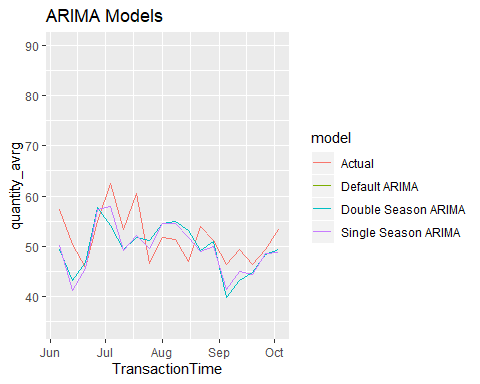 ARIMA Models
quantity_avrg
90
80
70
60
50
40
Jun Jul Aug Sep Oct
TransactionTime
model
Actual
Default ARIMA
Double Season ARIMA
Single Season ARIMA